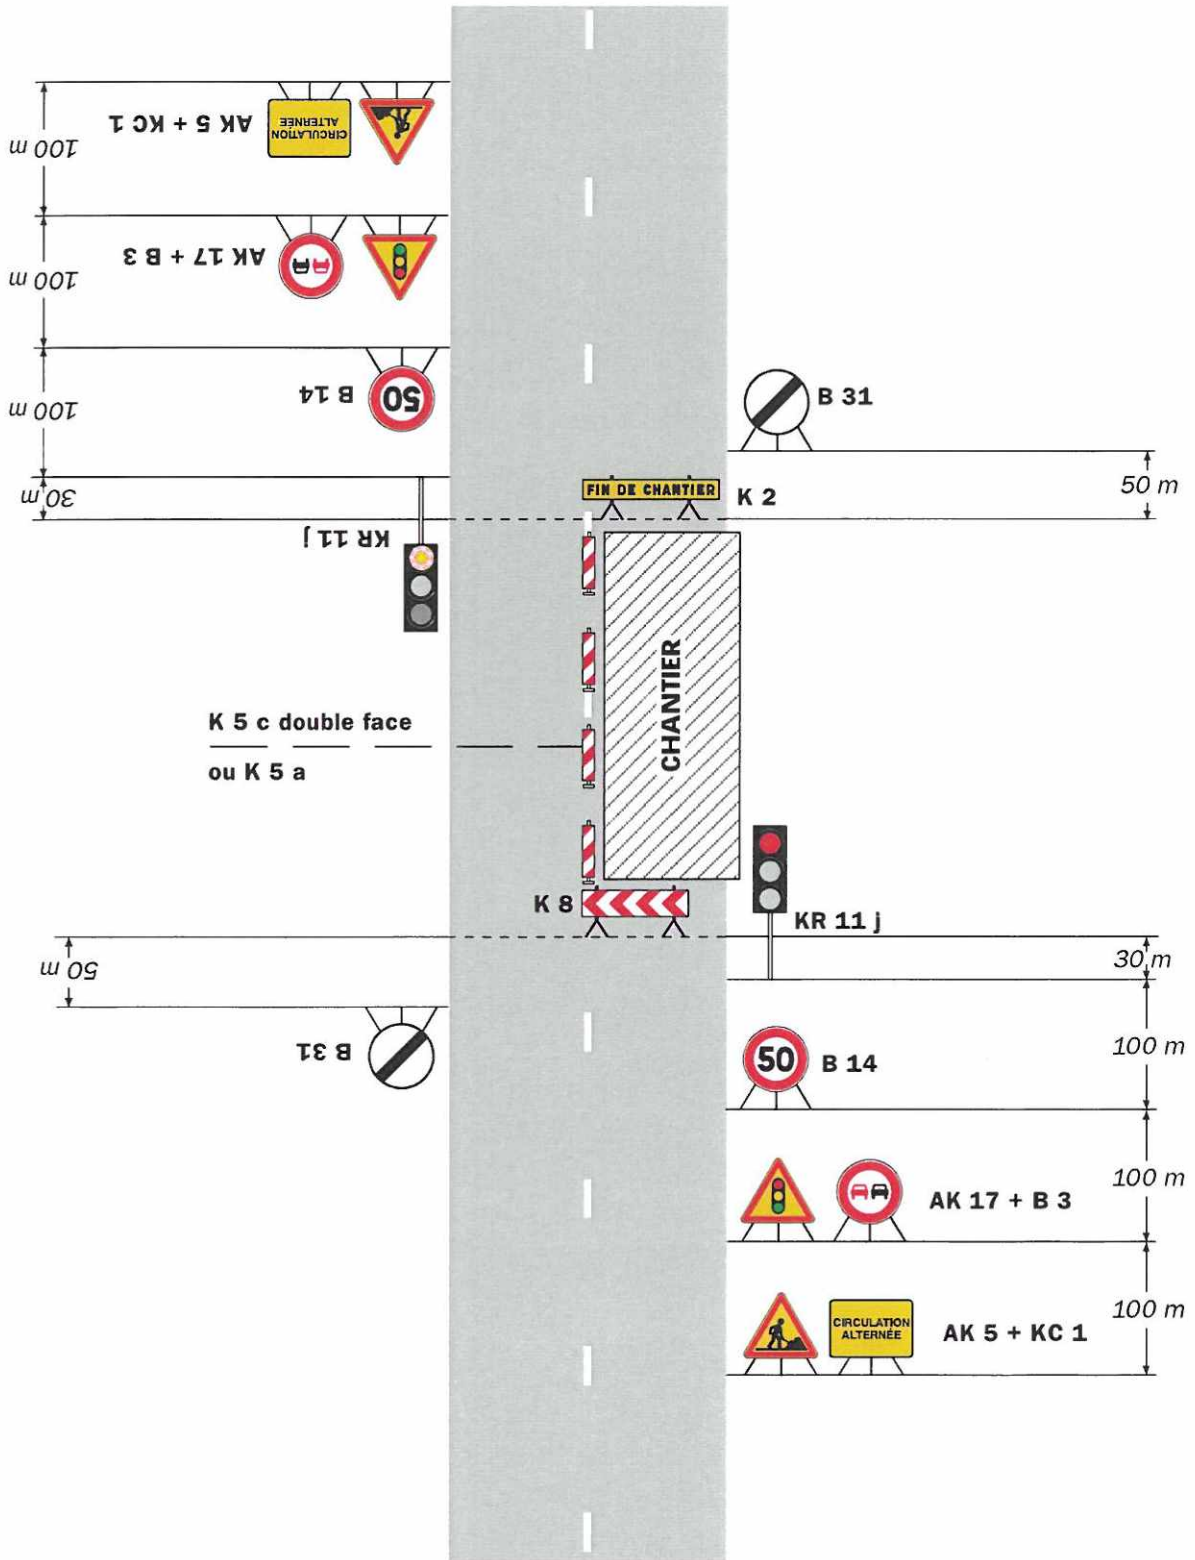 AK 5 + KC 1
CIRCULATION
ALTERNÉE
100 m
AK 17 + B 3
100 m
B 14
50
100 m
B 31
50 m
30 m
FIN DE CHANTIER
K 2
KR 11 j
CHANTIER
K 5 c double face
ou K 5 a
K 8
KR 11 j
50 m
30 m
B 31
50
B 14
100 m
AK 17 + B 3
100 m
CIRCULATION
ALTERNÉE
AK 5 + KC 1
100 m